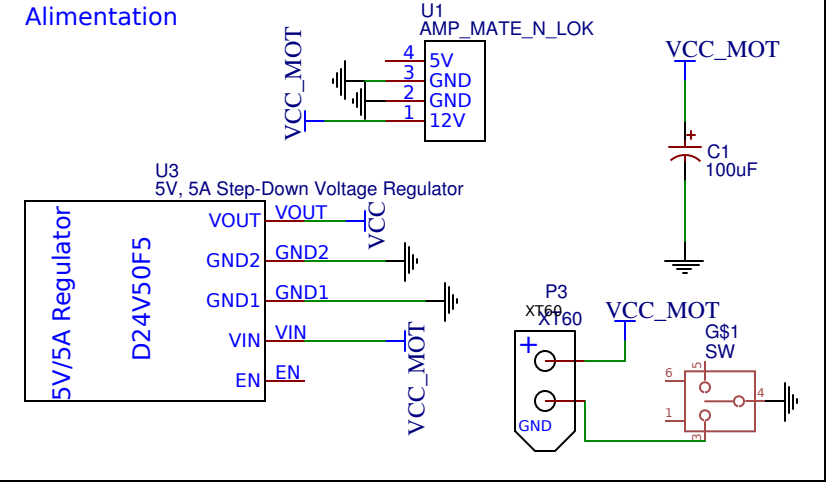 Alimentation
U1
AMP_MATE_N_LOK
VCC_MOT
4
5V
3
GND
2
GND
1
12V
VCC_MOT
C1
100uF
U3
5V, 5A Step-Down Voltage Regulator
5V/5A Regulator
D24V50F5
VOUT
VOUT
VCC
GND2
GND2
GND1
GND1
VIN
VIN
VCC_MOT
EN
EN
P3
XT60
XT60
GND
VCC_MOT
G$1
SW
5
6
4
1
3